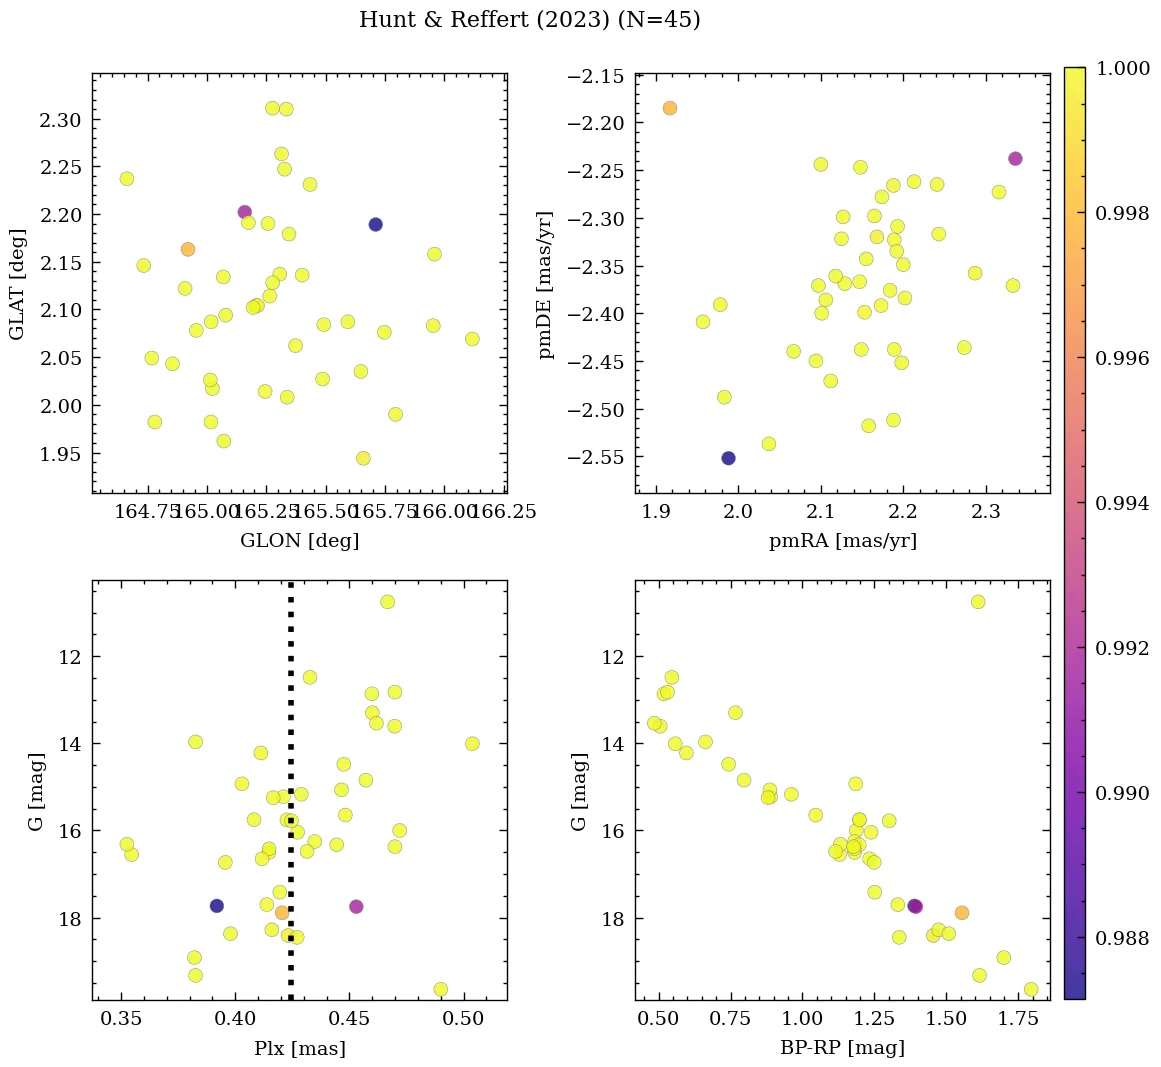 Hunt & Reffert (2023) (N=45)
2.30
2.25
2.20
2.15
2.10
2.05
2.00
1.95
GLAT [deg]
164.75 165.00 165.25 165.50 165.75 166.00 166.25
GLON [deg]
−2.15
−2.20
−2.25
−2.30
−2.35
−2.40
−2.45
−2.50
−2.55
pmDE [mas/yr]
1.9 2.0 2.1 2.2 2.3
pmRA [mas/yr]
1.000
0.998
0.996
0.994
0.992
0.990
0.988
12
14
16
18
G [mag]
0.35 0.40 0.45 0.50
Plx [mas]
12
14
16
18
G [mag]
0.50 0.75 1.00 1.25 1.50 1.75
BP-RP [mag]